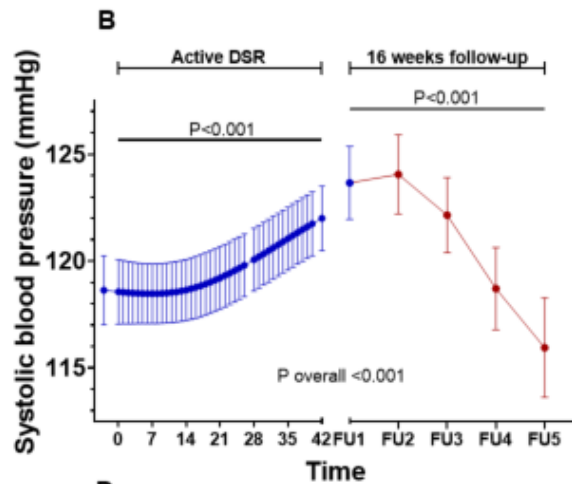 B
Active DSR
16 weeks follow-up
P<0.001
P<0.001
Systolic blood pressure (mmHg)
125
120
115
P overall <0.001
0 7 14 21 28 35 42 FU1 FU2 FU3 FU4 FU5
Time